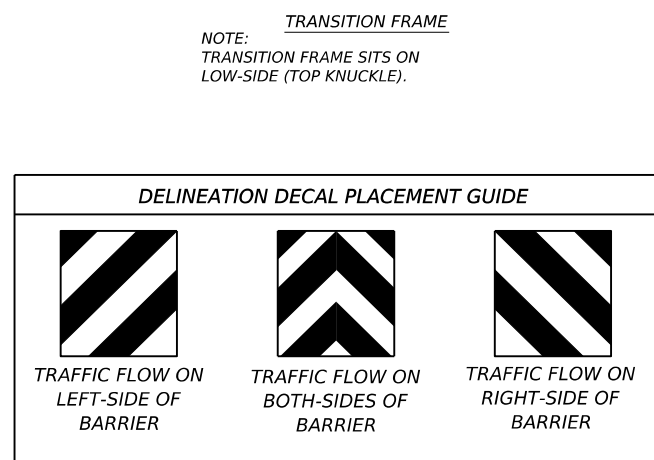 TRANSITION FRAME
NOTE:
TRANSITION FRAME SITS ON
LOW-SIDE (TOP KNUCKLE).
DELINEATION DECAL PLACEMENT GUIDE
TRAFFIC FLOW ON
LEFT-SIDE OF
BARRIER
TRAFFIC FLOW ON
BOTH-SIDES OF
BARRIER
TRAFFIC FLOW ON
RIGHT-SIDE OF
BARRIER